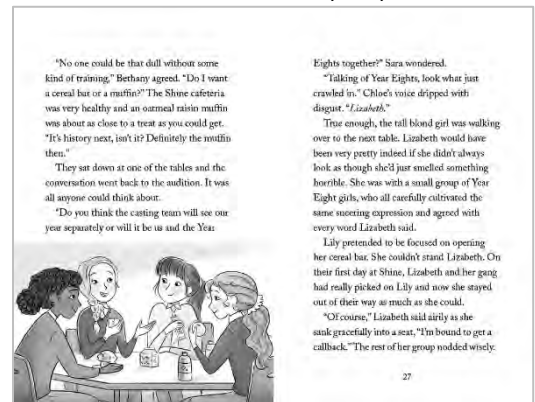 “No one could be that dull without some
kind of training,” Bethany agreed. “Do I want
a cereal bar or a muffin?” The Shine cafeteria
was very healthy and an oatmeal raisin muffin
was about as close to a treat as you could get.
“It’s history next, isn’t it? Definitely the muffin
then.”
They sat down at one of the tables and the
conversation went back to the audition. It was
all anyone could think about.
“Do you think the casting team will see our
year separately or will it be us and the Year
Eights together?” Sara wondered.
“Talking of Year Eights, look what just
crawled in.” Chloe’s voice dripped with
disgust. “Lizabeth.”
True enough, the tall blond girl was walking
over to the next table. Lizabeth would have
been very pretty indeed if she didn’t always
look as though she’d just smelled something
horrible. She was with a small group of Year
Eight girls, who all carefully cultivated the
same sneering expression and agreed with
every word Lizabeth said.
Lily pretended to be focused on opening
her cereal bar. She couldn’t stand Lizabeth. On
their first day at Shine, Lizabeth and her gang
had really picked on Lily and now she stayed
out of their way as much as she could.
“Of course,” Lizabeth said airily as she
sank gracefully into a seat, “I’m bound to get a
callback.” The rest of her group nodded wisely.
27